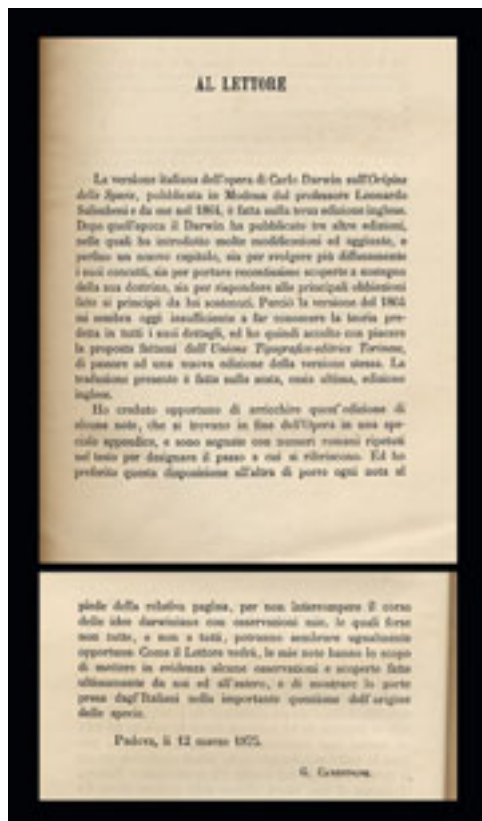 AL LETTORE
La versione italiana dell'opera di Carlo Darwin sull'Origine
delle Specie, pubblicata in Modena dal professore Leonardo
Salimbeni e da me nel 1864, è fatta sulla terza edizione inglese.
Dopo quell'epoca il Darwin ha pubblicato tre altre edizioni,
nelle quali ha introdotto molte modificazioni ed aggiunte, e
perfino un nuovo capitolo, sia per svolgere più diffusamente
i suoi concetti, sia per portare recentissime scoperte a sostegno
della sua dottrina, sia per rispondere alle principali obbiezioni
fatte ai principii da lui sostenuti. Perciò la versione del 1864
mi sembra oggi insufficiente a far conoscere la teoria pre-
detta in tutti i suoi dettagli, ed ho quindi accolto con piacere
la proposta fattami dall'Unione Tipografico-editrice Torinese,
di passare ad una nuova edizione della versione stessa. La
traduzione presente è fatta sulla sesta, ossia ultima, edizione
inglese.
Ho creduto opportuno di arricchire quest'edizione di
alcune note, che si trovano in fine dell'Opera in una spe-
ciale appendice, e sono segnate con numeri romani ripetuti
nel testo per designare il passo a cui si riferiscono. Ed ho
preferito questa disposizione all'altra di porre ogni nota al
piede della relativa pagina, per non interrompere il corso
delle idee darwiniane con osservazioni mie, le quali forse
non tutte, e non a tutti, potranno sembrare egualmente
opportune. Come il Lettore vedrà, le mie note hanno lo scopo
di mettere in evidenza alcune osservazioni e scoperte fatte
ultimamente da noi ed all'estero, e di mostrare la parte
presa dagl'Italiani nella importante questione dell'origine
delle specie.
Padova, li 12 marzo 1875.
G. CANESTRINI.